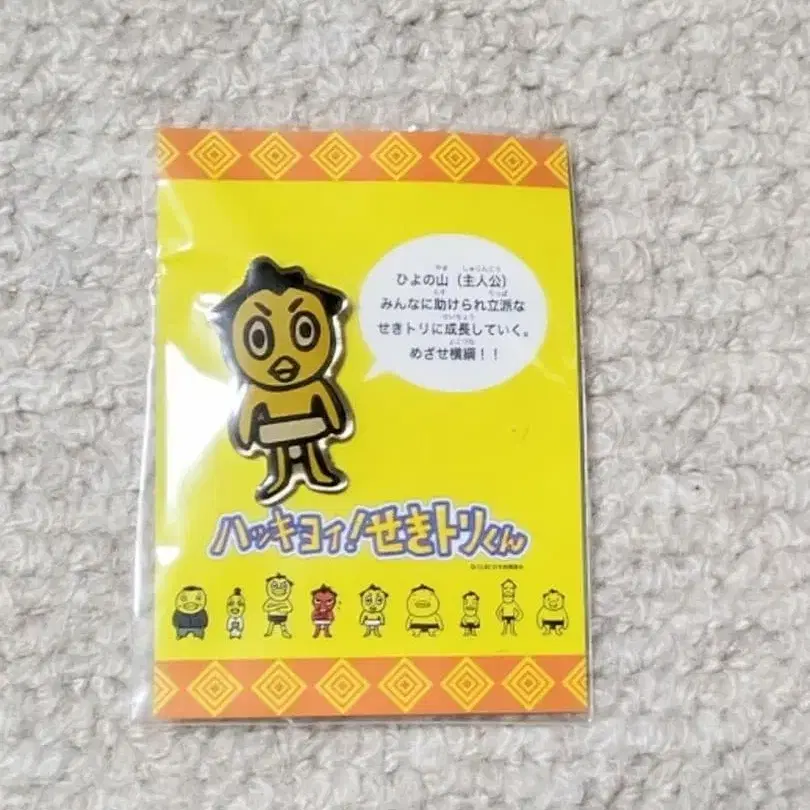 ひよの山（主人公）
みんなに助けられ立派な
せきトリに成長していく。
めざせ横綱！！
ハッキヨイ！せきトリくん